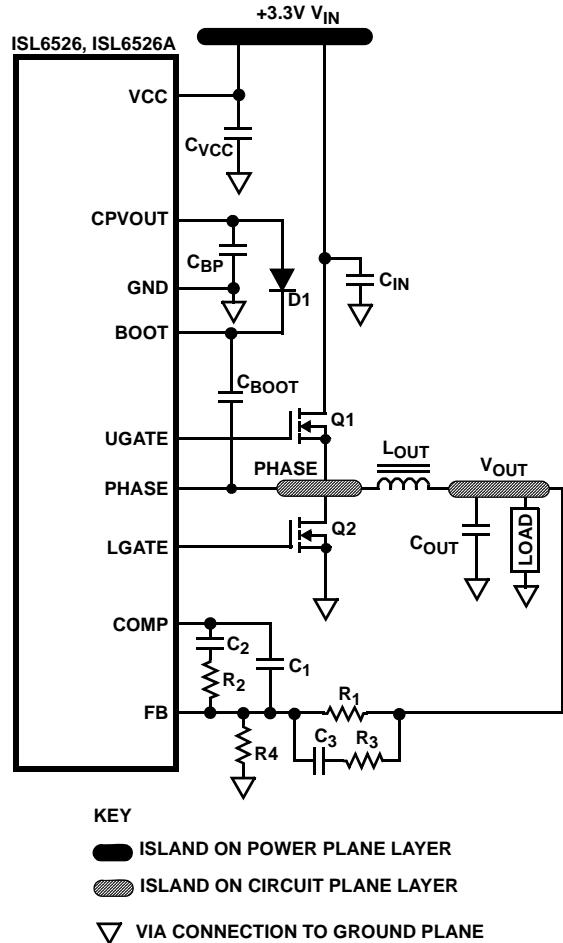 +3.3V VIN
ISL6526, ISL6526A
VCC
CVCC
CPVOUT
CBP
D1
CIN
GND
BOOT
CBOOT
Q1
UGATE
LOUT
PHASE
PHASE
VOUT
Q2
LGATE
COUT
LOAD
COMP
C2
C1
R2
R1
FB
C3
R3
R4
KEY
ISLAND ON POWER PLANE LAYER
ISLAND ON CIRCUIT PLANE LAYER
VIA CONNECTION TO GROUND PLANE